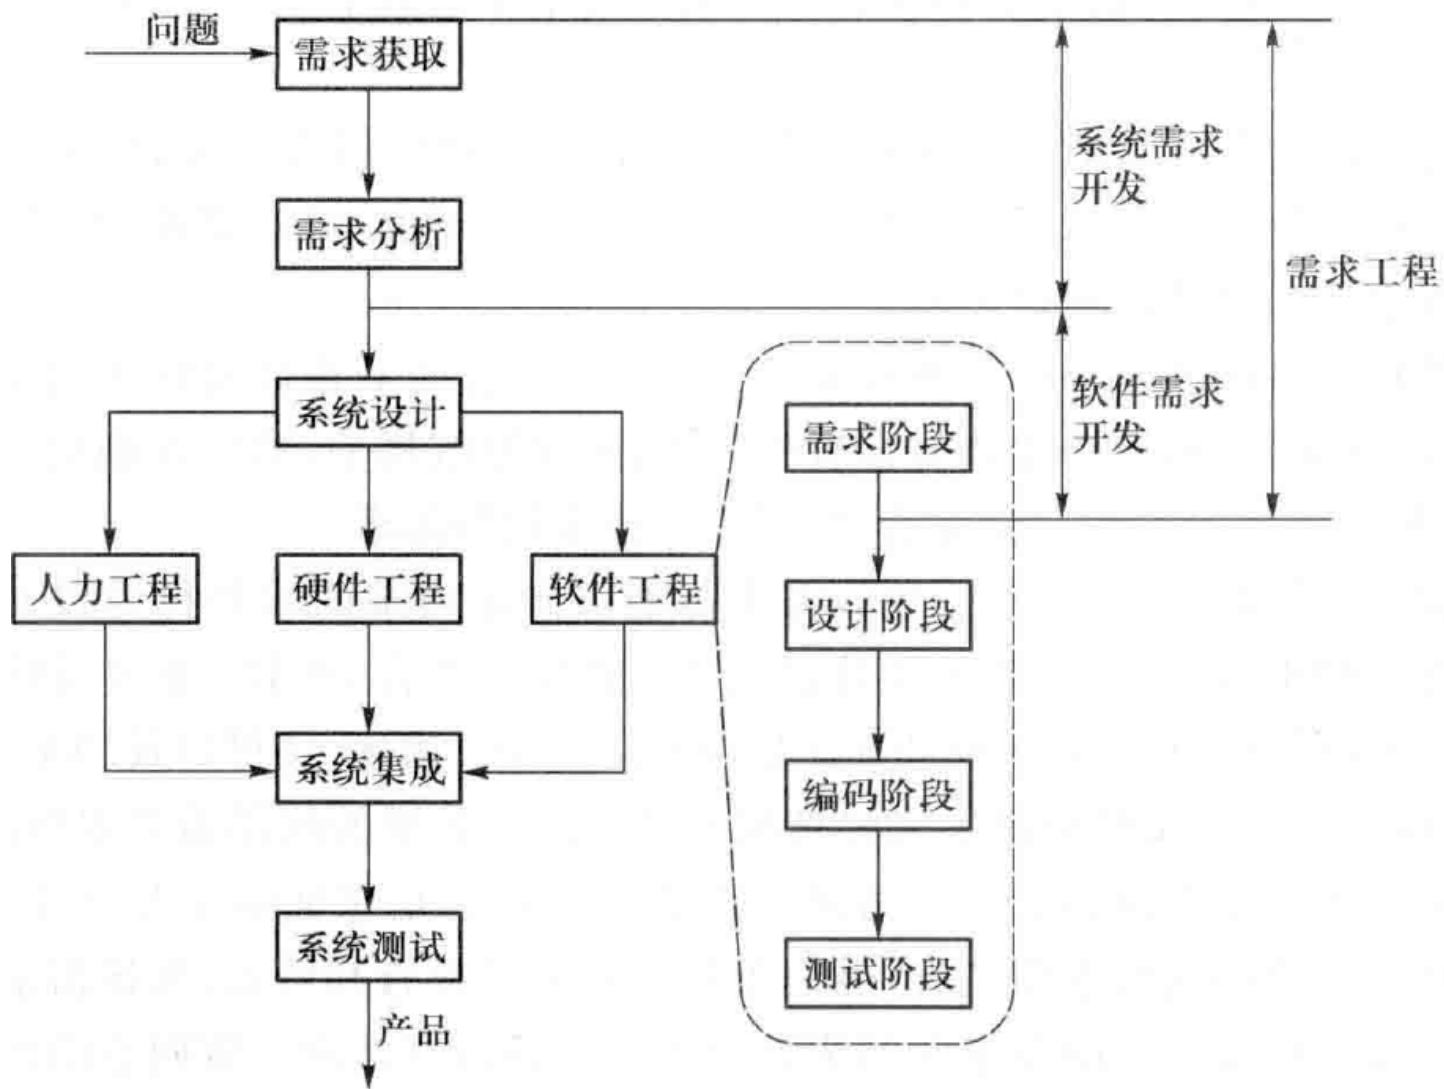 问题
需求获取
系统需求
开发
需求分析
需求工程
系统设计
软件需求
开发
需求阶段
人力工程
硬件工程
软件工程
设计阶段
系统集成
编码阶段
系统测试
测试阶段
产品